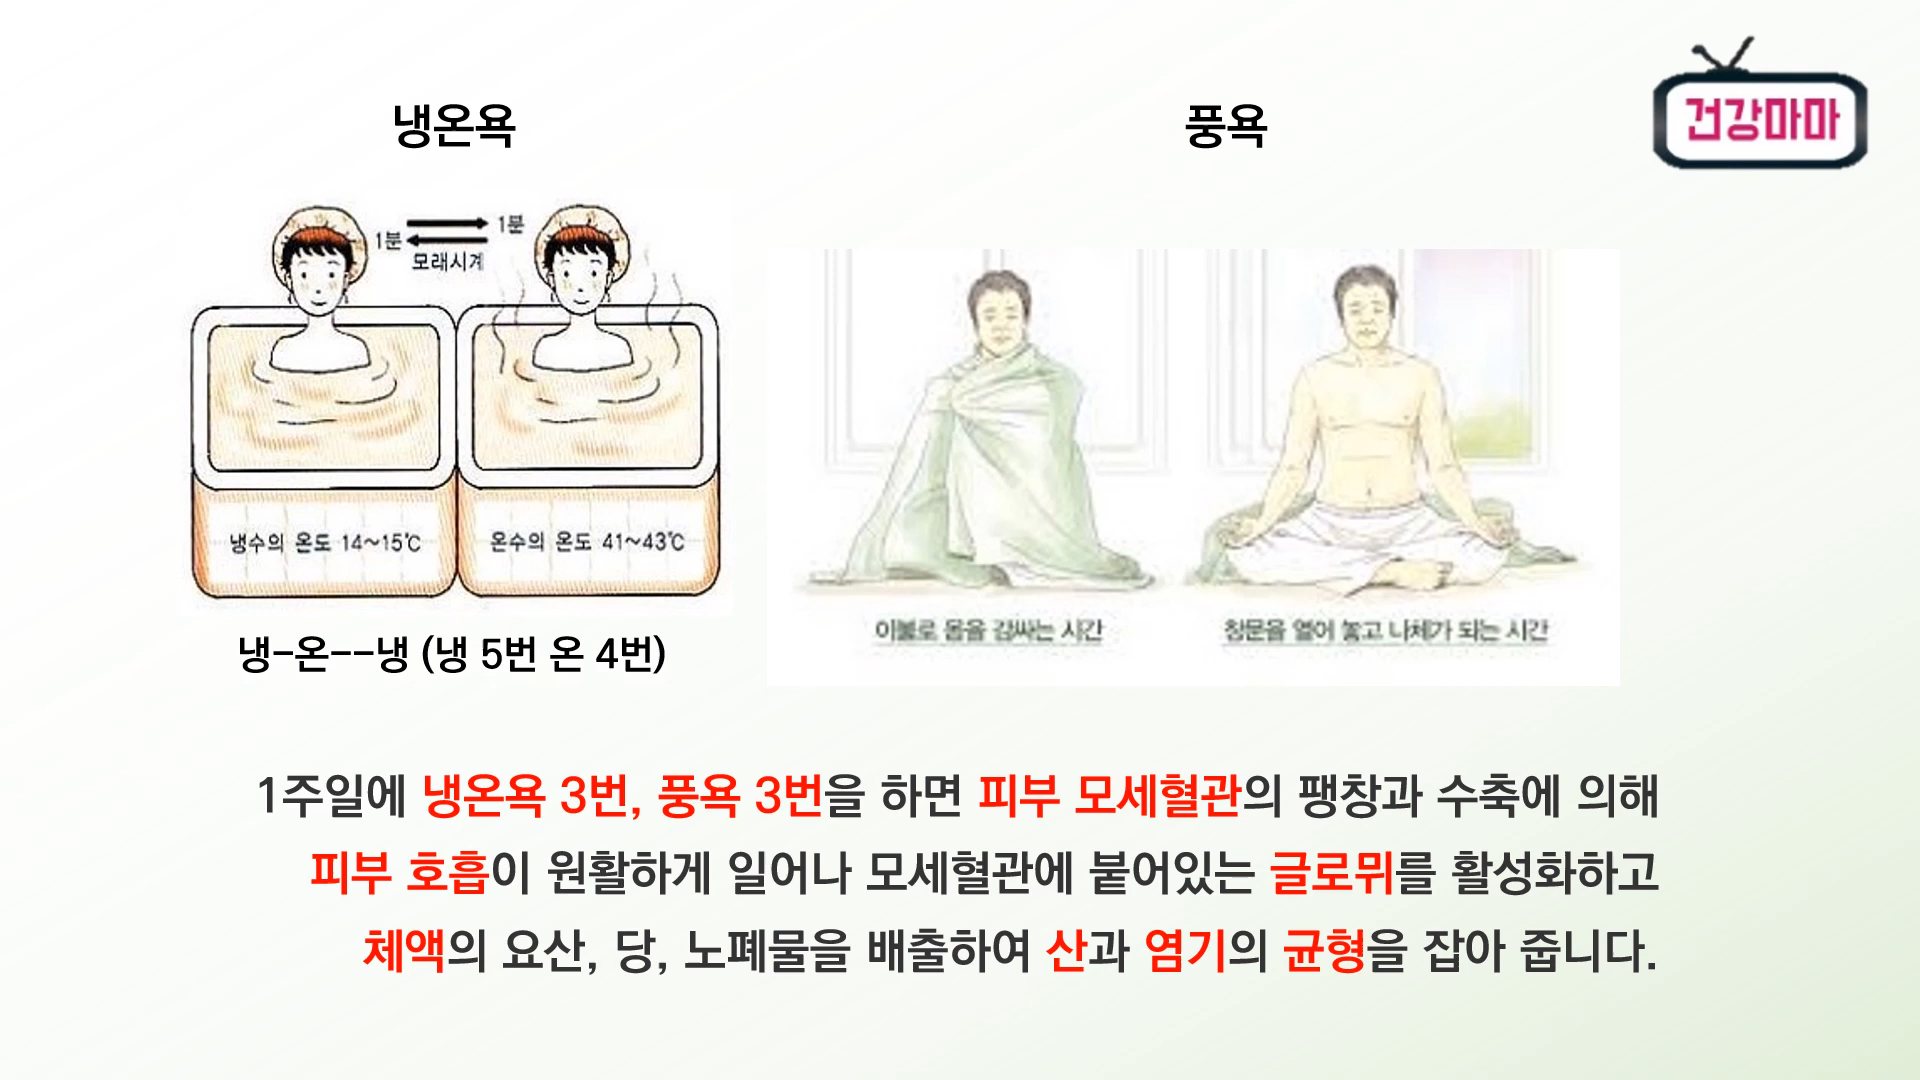 건강마마
냉온욕
풍욕
1분
1분
모래시계
냉수의 온도 14~15℃
온수의 온도 41~43℃
냉-온--냉 (냉 5번 온 4번)
이불로 몸을 감싸는 시간
창문을 열어 놓고 나체가 되는 시간
1주일에 냉온욕 3번, 풍욕 3번을 하면 피부 모세혈관의 팽창과 수축에 의해
피부 호흡이 원활하게 일어나 모세혈관에 붙어있는 글로뮈를 활성화하고
체액의 요산, 당, 노폐물을 배출하여 산과 염기의 균형을 잡아 줍니다.